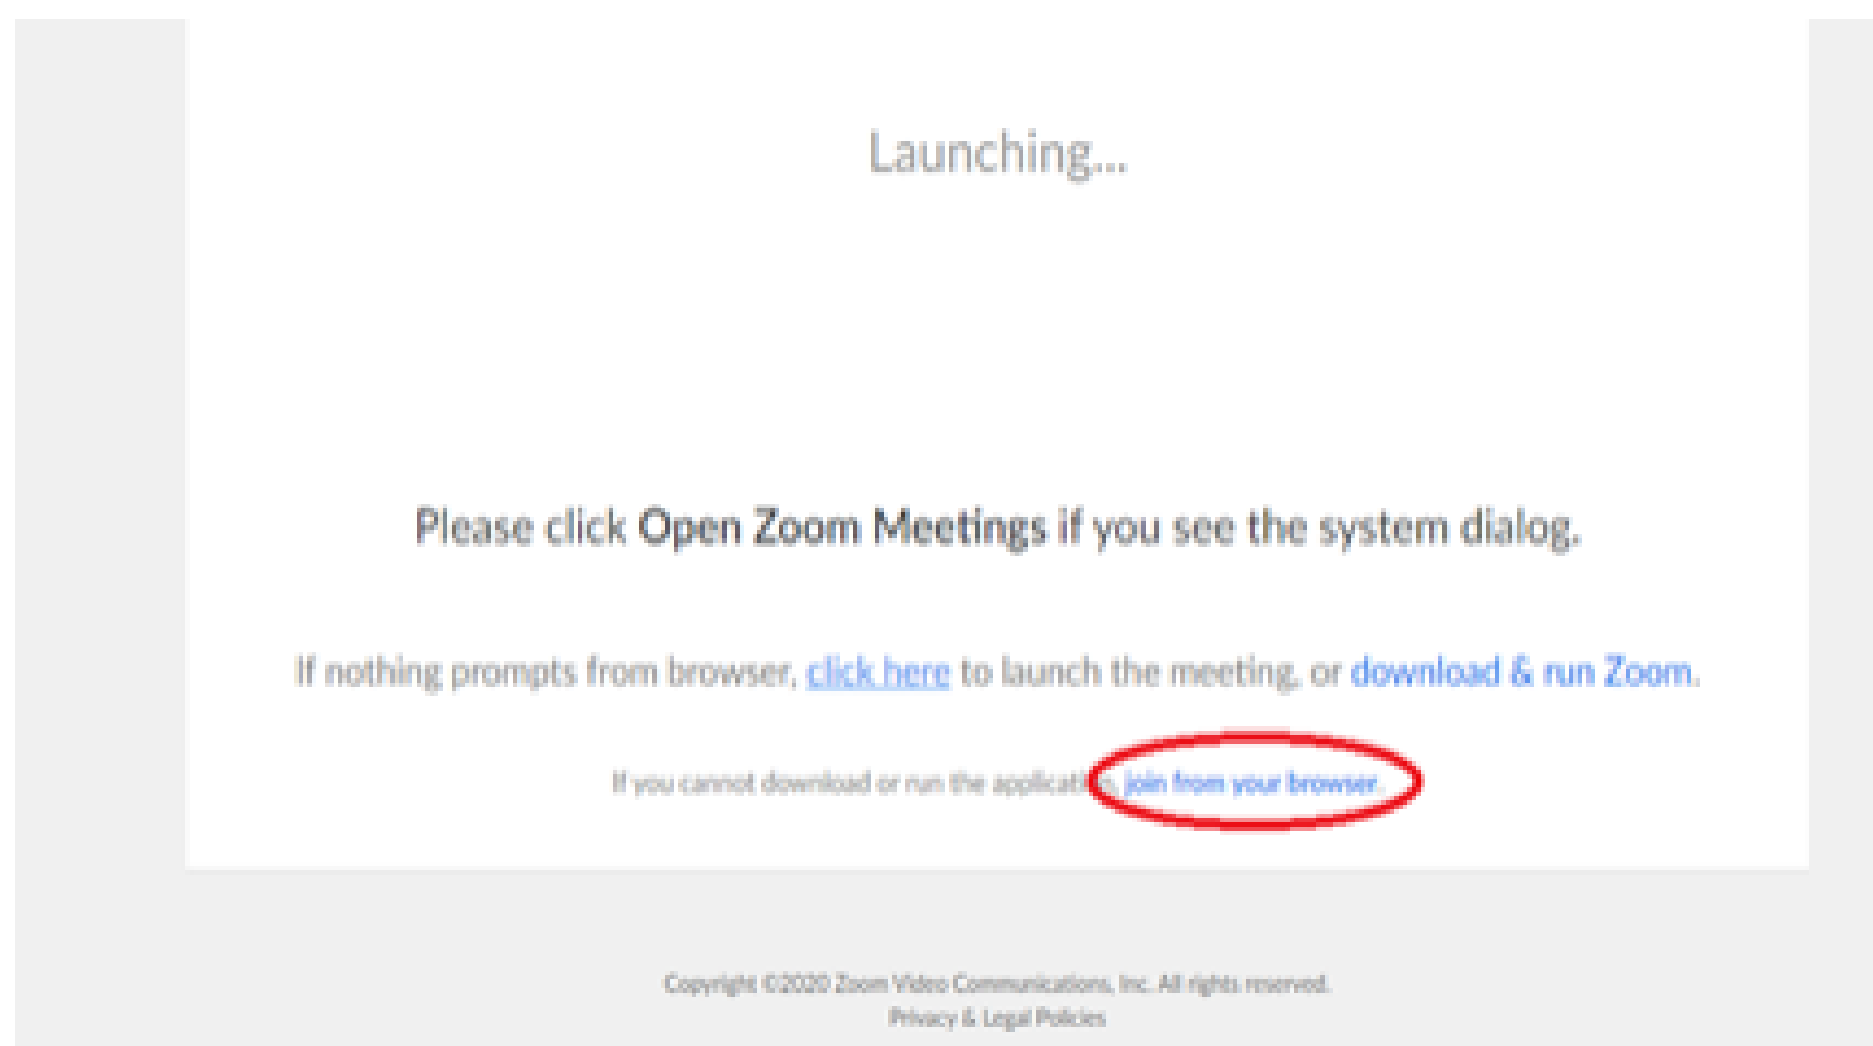 Launching...
Please click Open Zoom Meetings if you see the system dialog.
If nothing prompts from browser, click here to launch the meeting, or download & run Zoom.
If you cannot download or run the application, join from your browser.
Copyright ©2020 Zoom Video Communications, Inc. All rights reserved.
Privacy & Legal Policies